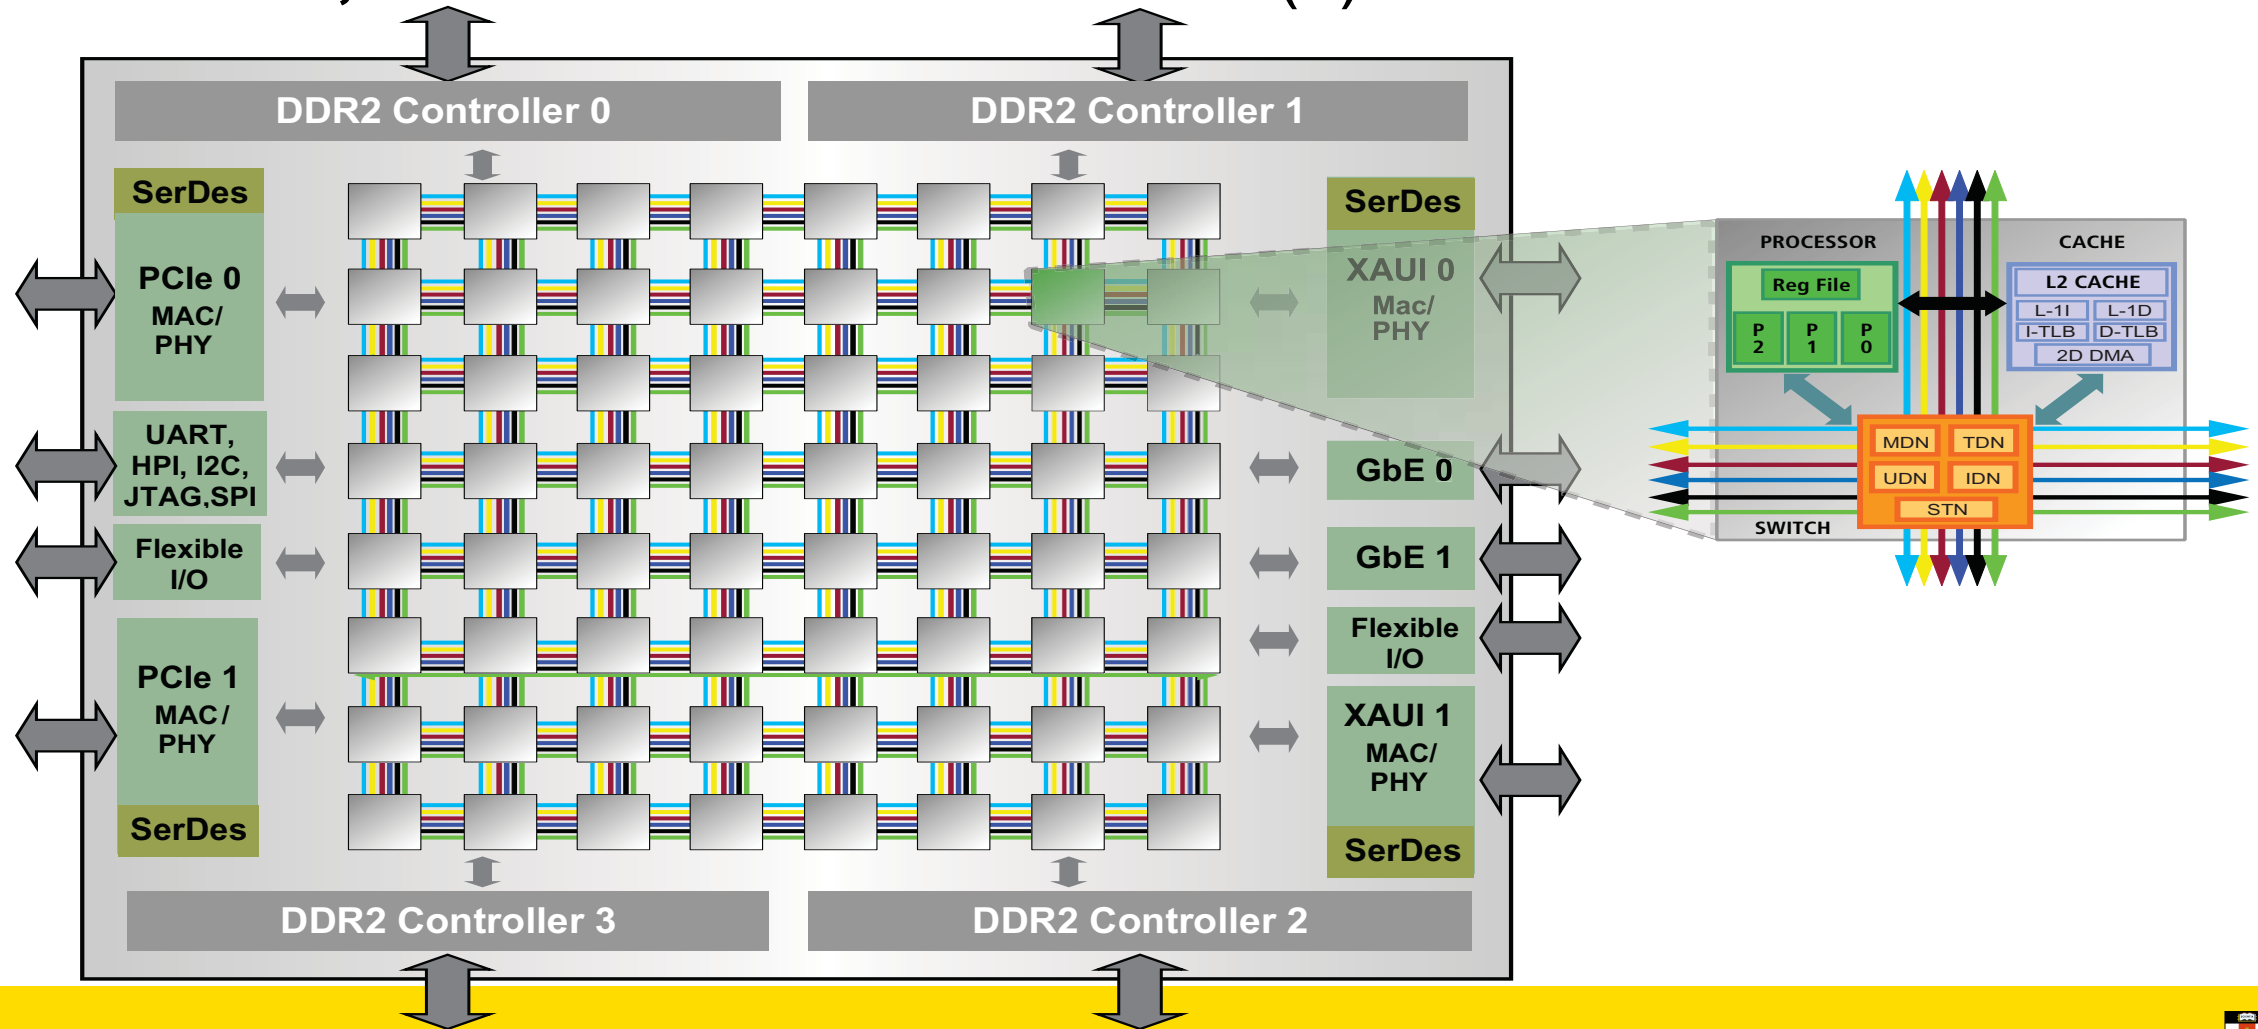 DDR2 Controller 0
DDR2 Controller 1
SerDes
PCIe 0
MAC/
PHY
UART,
HPI, I2C,
JTAG,SPI
Flexible
I/O
PCIe 1
MAC/
PHY
SerDes
SerDes
XAUI 0
Mac/
PHY
GbE 0
GbE 1
Flexible
I/O
XAUI 1
MAC/
PHY
SerDes
DDR2 Controller 3
DDR2 Controller 2
PROCESSOR
CACHE
Reg File
P
2
P
1
P
0
L2 CACHE
L-1I
L-1D
I-TLB
D-TLB
2D DMA
MDN
TDN
UDN
IDN
STN
SWITCH